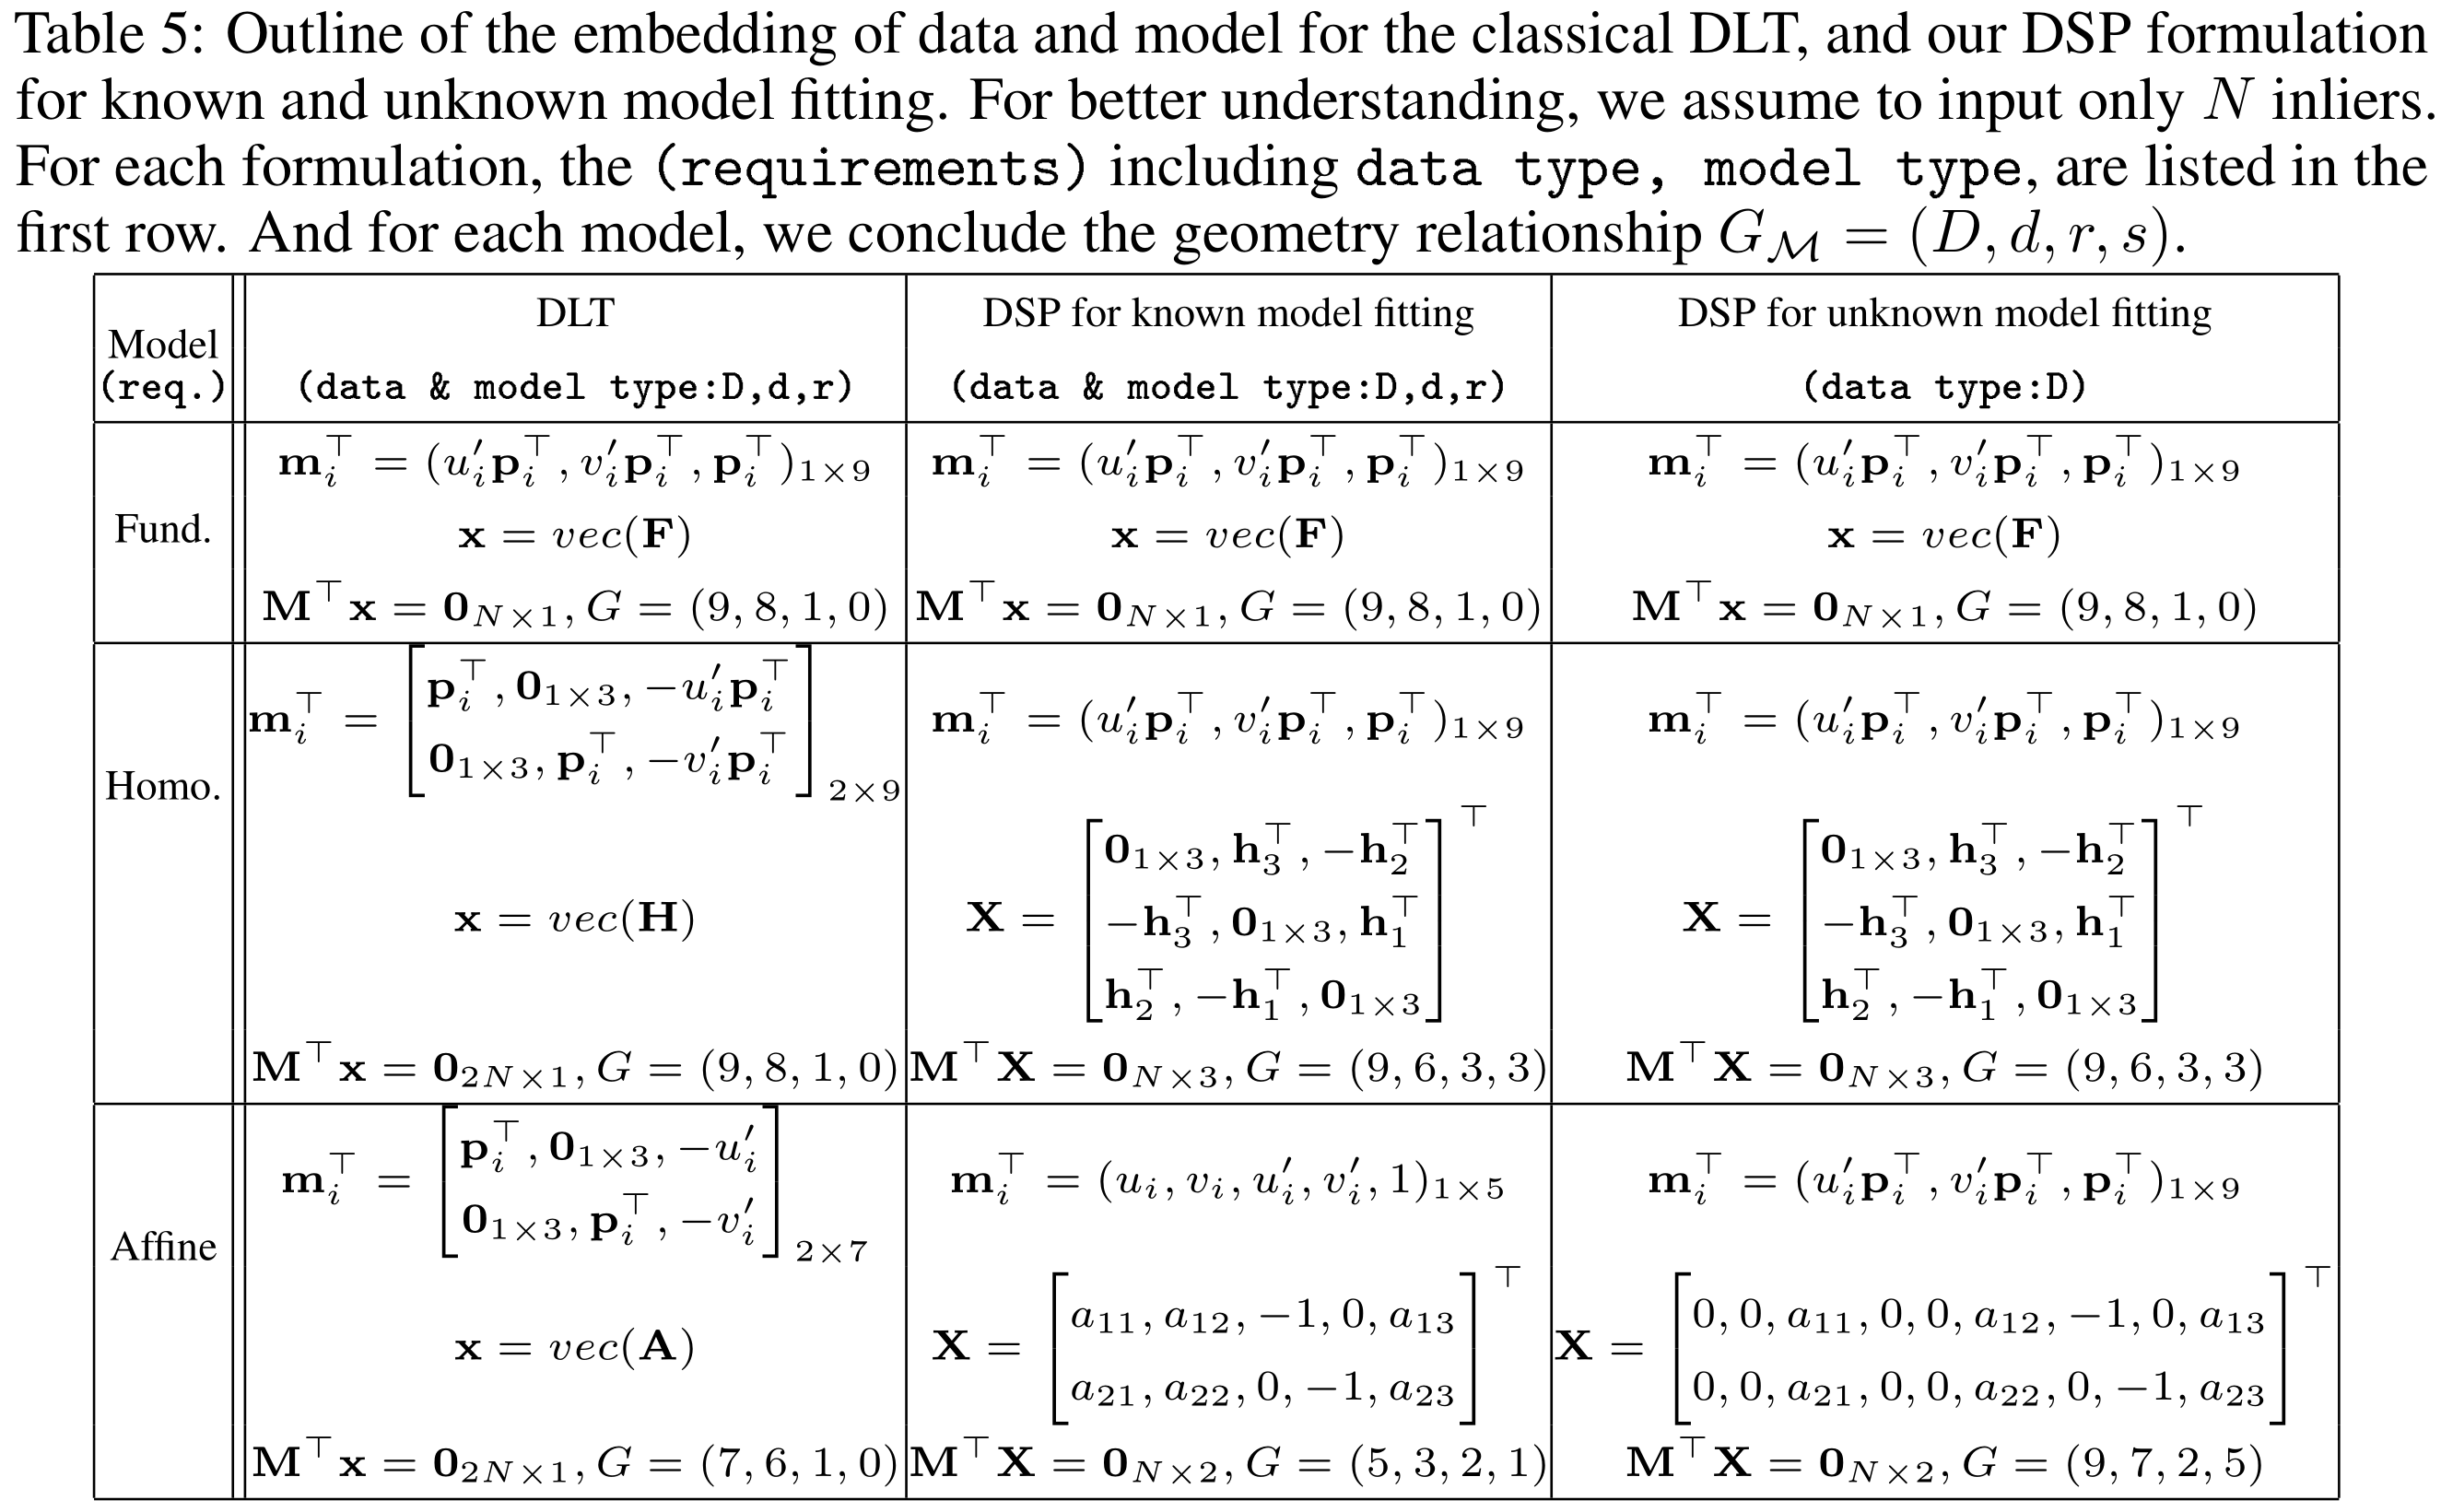 Table 5: Outline of the embedding of data and model for the classical DLT, and our DSP formulation
for known and unknown model fitting. For better understanding, we assume to input only $N$ inliers.
For each formulation, the (requirements) including data type, model type, are listed in the
first row. And for each model, we conclude the geometry relationship $G_{\mathcal{M}} = (D, d, r, s)$.
Model
(req.)
DLT
(data & model type:D,d,r)
DSP for known model fitting
(data & model type:D,d,r)
DSP for unknown model fitting
(data type:D)
Fund.
$\mathbf{m}_i^\top = (u_i'\mathbf{p}_i^\top, v_i'\mathbf{p}_i^\top, \mathbf{p}_i^\top)_{1\times 9}$
$\mathbf{x} = vec(\mathbf{F})$
$\mathbf{M}^\top\mathbf{x} = \mathbf{0}_{N\times 1}, G = (9, 8, 1, 0)$
$\mathbf{m}_i^\top = (u_i'\mathbf{p}_i^\top, v_i'\mathbf{p}_i^\top, \mathbf{p}_i^\top)_{1\times 9}$
$\mathbf{x} = vec(\mathbf{F})$
$\mathbf{M}^\top\mathbf{x} = \mathbf{0}_{N\times 1}, G = (9, 8, 1, 0)$
$\mathbf{m}_i^\top = (u_i'\mathbf{p}_i^\top, v_i'\mathbf{p}_i^\top, \mathbf{p}_i^\top)_{1\times 9}$
$\mathbf{x} = vec(\mathbf{F})$
$\mathbf{M}^\top\mathbf{x} = \mathbf{0}_{N\times 1}, G = (9, 8, 1, 0)$
Homo.
$\mathbf{m}_i^\top = \begin{bmatrix} \mathbf{p}_i^\top, \mathbf{0}_{1\times 3}, -u_i'\mathbf{p}_i^\top \\ \mathbf{0}_{1\times 3}, \mathbf{p}_i^\top, -v_i'\mathbf{p}_i^\top \end{bmatrix}_{2\times 9}$
$\mathbf{x} = vec(\mathbf{H})$
$\mathbf{M}^\top\mathbf{x} = \mathbf{0}_{2N\times 1}, G = (9, 8, 1, 0)$
$\mathbf{m}_i^\top = (u_i'\mathbf{p}_i^\top, v_i'\mathbf{p}_i^\top, \mathbf{p}_i^\top)_{1\times 9}$
$\mathbf{X} = \begin{bmatrix} \mathbf{0}_{1\times 3}, \mathbf{h}_3^\top, -\mathbf{h}_2^\top \\ -\mathbf{h}_3^\top, \mathbf{0}_{1\times 3}, \mathbf{h}_1^\top \\ \mathbf{h}_2^\top, -\mathbf{h}_1^\top, \mathbf{0}_{1\times 3} \end{bmatrix}^\top$
$\mathbf{M}^\top\mathbf{X} = \mathbf{0}_{N\times 3}, G = (9, 6, 3, 3)$
$\mathbf{m}_i^\top = (u_i'\mathbf{p}_i^\top, v_i'\mathbf{p}_i^\top, \mathbf{p}_i^\top)_{1\times 9}$
$\mathbf{X} = \begin{bmatrix} \mathbf{0}_{1\times 3}, \mathbf{h}_3^\top, -\mathbf{h}_2^\top \\ -\mathbf{h}_3^\top, \mathbf{0}_{1\times 3}, \mathbf{h}_1^\top \\ \mathbf{h}_2^\top, -\mathbf{h}_1^\top, \mathbf{0}_{1\times 3} \end{bmatrix}^\top$
$\mathbf{M}^\top\mathbf{X} = \mathbf{0}_{N\times 3}, G = (9, 6, 3, 3)$
Affine
$\mathbf{m}_i^\top = \begin{bmatrix} \mathbf{p}_i^\top, \mathbf{0}_{1\times 3}, -u_i' \\ \mathbf{0}_{1\times 3}, \mathbf{p}_i^\top, -v_i' \end{bmatrix}_{2\times 7}$
$\mathbf{x} = vec(\mathbf{A})$
$\mathbf{M}^\top\mathbf{x} = \mathbf{0}_{2N\times 1}, G = (7, 6, 1, 0)$
$\mathbf{m}_i^\top = (u_i, v_i, u_i', v_i', 1)_{1\times 5}$
$\mathbf{X} = \begin{bmatrix} a_{11}, a_{12}, -1, 0, a_{13} \\ a_{21}, a_{22}, 0, -1, a_{23} \end{bmatrix}^\top$
$\mathbf{M}^\top\mathbf{X} = \mathbf{0}_{N\times 2}, G = (5, 3, 2, 1)$
$\mathbf{m}_i^\top = (u_i'\mathbf{p}_i^\top, v_i'\mathbf{p}_i^\top, \mathbf{p}_i^\top)_{1\times 9}$
$\mathbf{X} = \begin{bmatrix} 0, 0, a_{11}, 0, 0, a_{12}, -1, 0, a_{13} \\ 0, 0, a_{21}, 0, 0, a_{22}, 0, -1, a_{23} \end{bmatrix}^\top$
$\mathbf{M}^\top\mathbf{X} = \mathbf{0}_{N\times 2}, G = (9, 7, 2, 5)$